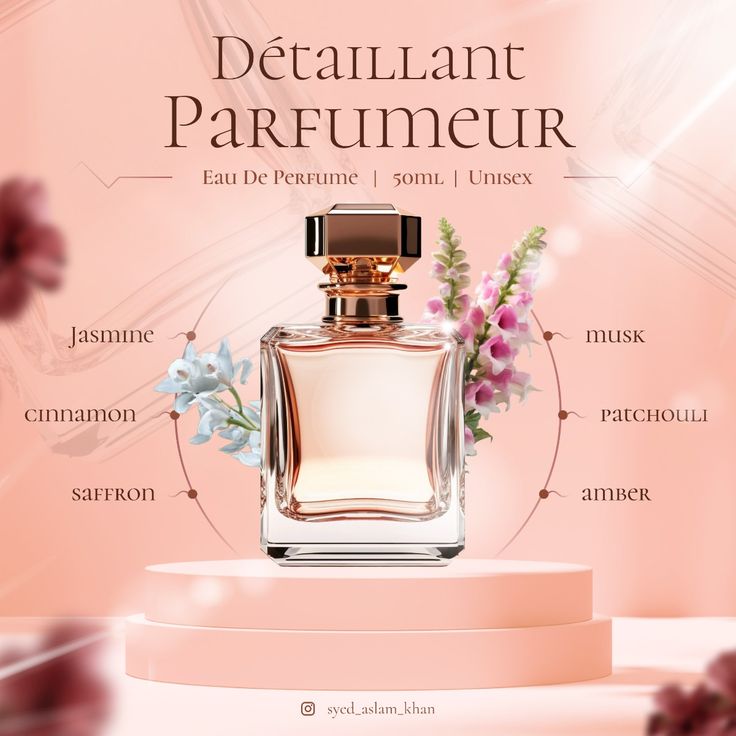 Détaillant
Parfumeur
Eau De Perfume | 50ml | Unisex
Jasmine
musk
cinnamon
patchouli
saffron
amber
syed_aslam_khan